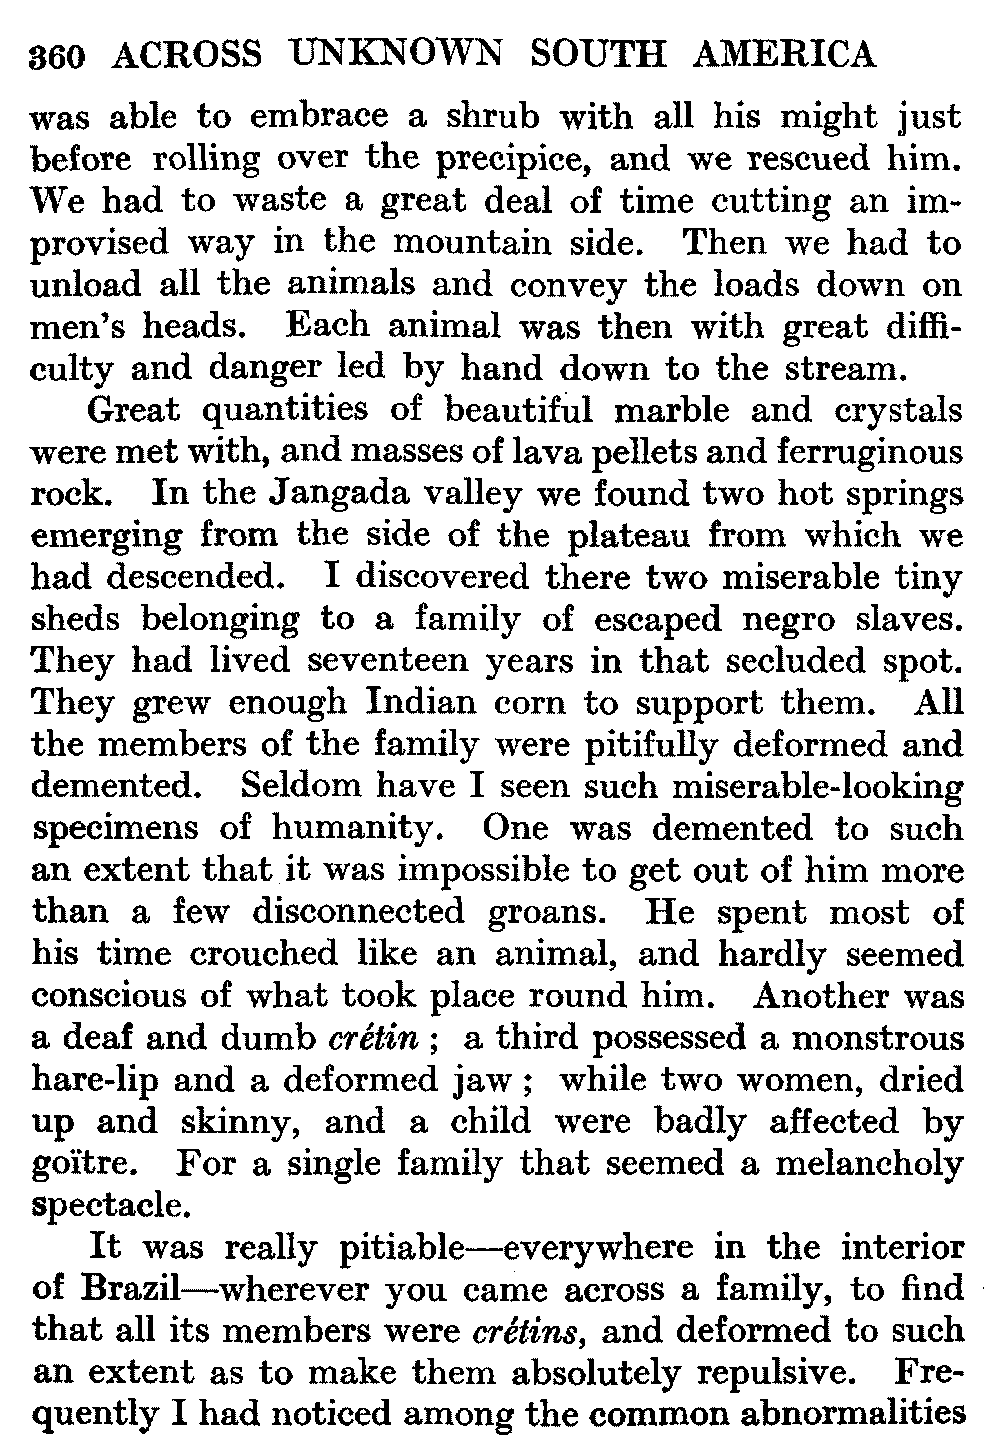 360 ACROSS UNKNOWN SOUTH AMERICA
was able to embrace a shrub with all his might just
before rolling over the precipice, and we rescued him.
We had to waste a great deal of time cutting an im-
provised way in the mountain side. Then we had to
unload all the animals and convey the loads down on
men's heads. Each animal was then with great diffi-
culty and danger led by hand down to the stream.
Great quantities of beautiful marble and crystals
were met with, and masses of lava pellets and ferruginous
rock. In the Jangada valley we found two hot springs
emerging from the side of the plateau from which we
had descended. I discovered there two miserable tiny
sheds belonging to a family of escaped negro slaves.
They had lived seventeen years in that secluded spot.
They grew enough Indian corn to support them. All
the members of the family were pitifully deformed and
demented. Seldom have I seen such miserable-looking
specimens of humanity. One was demented to such
an extent that it was impossible to get out of him more
than a few disconnected groans. He spent most of
his time crouched like an animal, and hardly seemed
conscious of what took place round him. Another was
a deaf and dumb crétin ; a third possessed a monstrous
hare-lip and a deformed jaw ; while two women, dried
up and skinny, and a child were badly affected by
goïtre. For a single family that seemed a melancholy
spectacle.
It was really pitiable—everywhere in the interior
of Brazil—wherever you came across a family, to find
that all its members were crétins, and deformed to such
an extent as to make them absolutely repulsive. Fre-
quently I had noticed among the common abnormalities